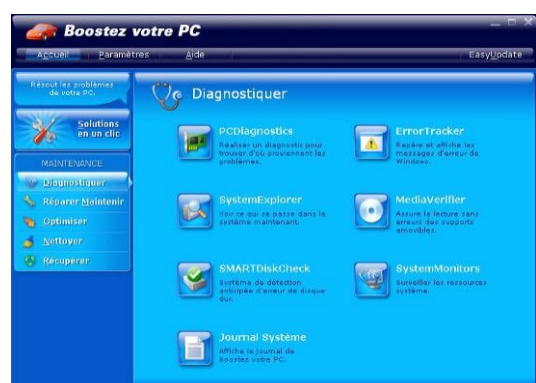 Boostez votre PC
Accueil Paramètres Aide EasyUpdate
Résout les problèmes
de votre PC.
Solutions
en un clic
MAINTENANCE
Diagnostiquer
Réparer Maintenir
Optimiser
Nettoyer
Récupérer
Diagnostiquer
PCDiagnostics
Réaliser un diagnostic pour
trouver d'où proviennent les
problèmes.
ErrorTracker
Repère et affiche les
messages d'erreur de
Windows.
SystemExplorer
Voir ce qui se passe dans le
système maintenant.
MediaVerifier
Assure la lecture sans
erreurs des supports
amovibles.
SMARTDiskCheck
Système de détection
anticipée d'erreur de disque
dur.
SystemMonitors
Surveiller les ressources
système.
Journal Système
Affiche le journal de
Boostez votre PC.